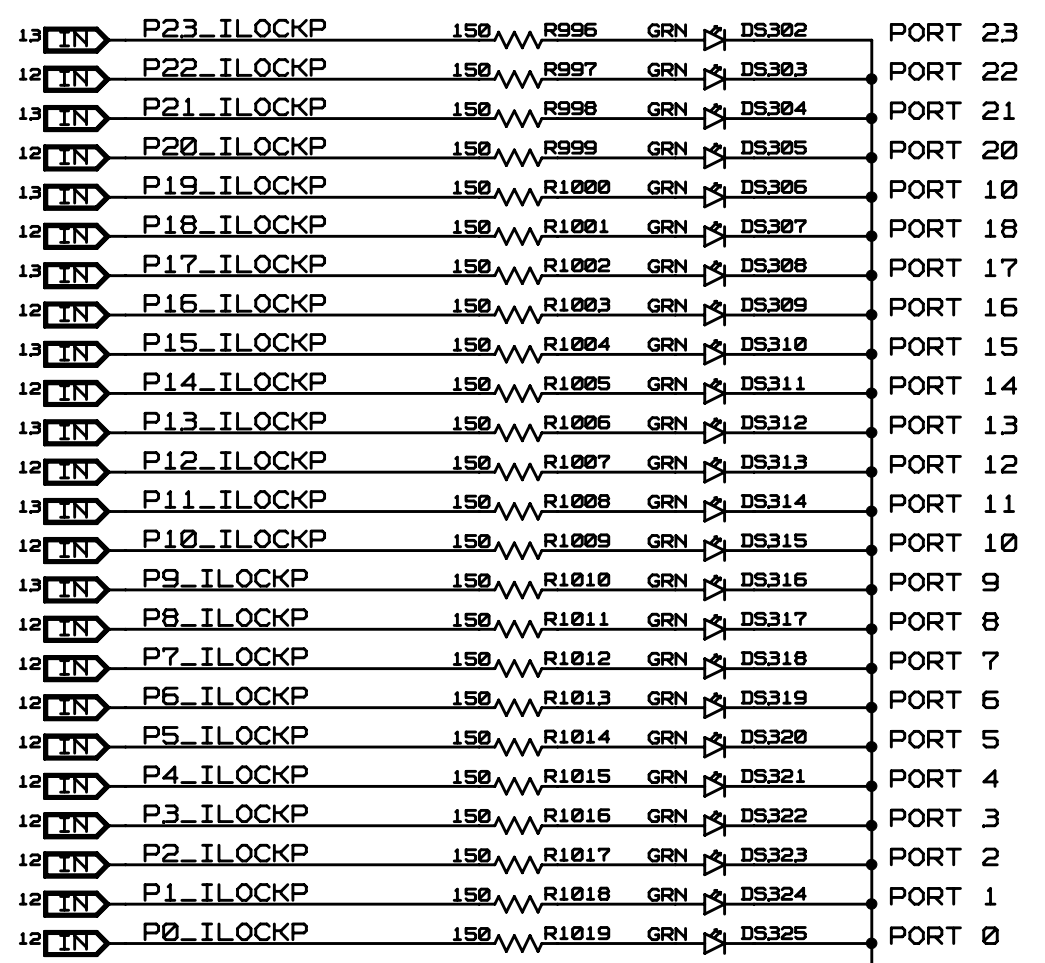 13 IN P23_ILOCKP 150 R996 GRN DS302 PORT 23
12 IN P22_ILOCKP 150 R997 GRN DS303 PORT 22
13 IN P21_ILOCKP 150 R998 GRN DS304 PORT 21
12 IN P20_ILOCKP 150 R999 GRN DS305 PORT 20
13 IN P19_ILOCKP 150 R1000 GRN DS306 PORT 10
12 IN P18_ILOCKP 150 R1001 GRN DS307 PORT 18
13 IN P17_ILOCKP 150 R1002 GRN DS308 PORT 17
12 IN P16_ILOCKP 150 R1003 GRN DS309 PORT 16
13 IN P15_ILOCKP 150 R1004 GRN DS310 PORT 15
12 IN P14_ILOCKP 150 R1005 GRN DS311 PORT 14
13 IN P13_ILOCKP 150 R1006 GRN DS312 PORT 13
12 IN P12_ILOCKP 150 R1007 GRN DS313 PORT 12
13 IN P11_ILOCKP 150 R1008 GRN DS314 PORT 11
12 IN P10_ILOCKP 150 R1009 GRN DS315 PORT 10
13 IN P9_ILOCKP 150 R1010 GRN DS316 PORT 9
12 IN P8_ILOCKP 150 R1011 GRN DS317 PORT 8
12 IN P7_ILOCKP 150 R1012 GRN DS318 PORT 7
12 IN P6_ILOCKP 150 R1013 GRN DS319 PORT 6
12 IN P5_ILOCKP 150 R1014 GRN DS320 PORT 5
12 IN P4_ILOCKP 150 R1015 GRN DS321 PORT 4
12 IN P3_ILOCKP 150 R1016 GRN DS322 PORT 3
12 IN P2_ILOCKP 150 R1017 GRN DS323 PORT 2
12 IN P1_ILOCKP 150 R1018 GRN DS324 PORT 1
12 IN P0_ILOCKP 150 R1019 GRN DS325 PORT 0